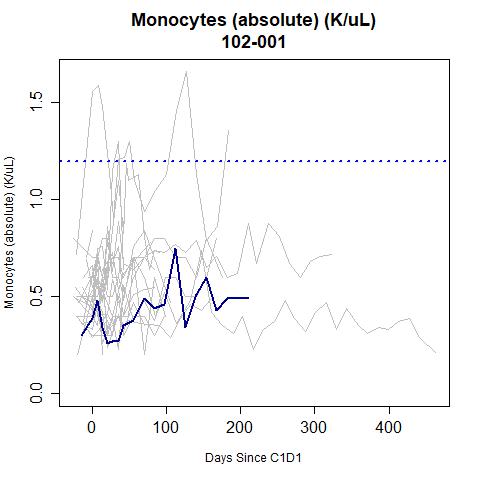 Monocytes (absolute) (K/uL)
102-001
Monocytes (absolute) (K/uL)
1.5
1.0
0.5
0.0
0 100 200 300 400
Days Since C1D1